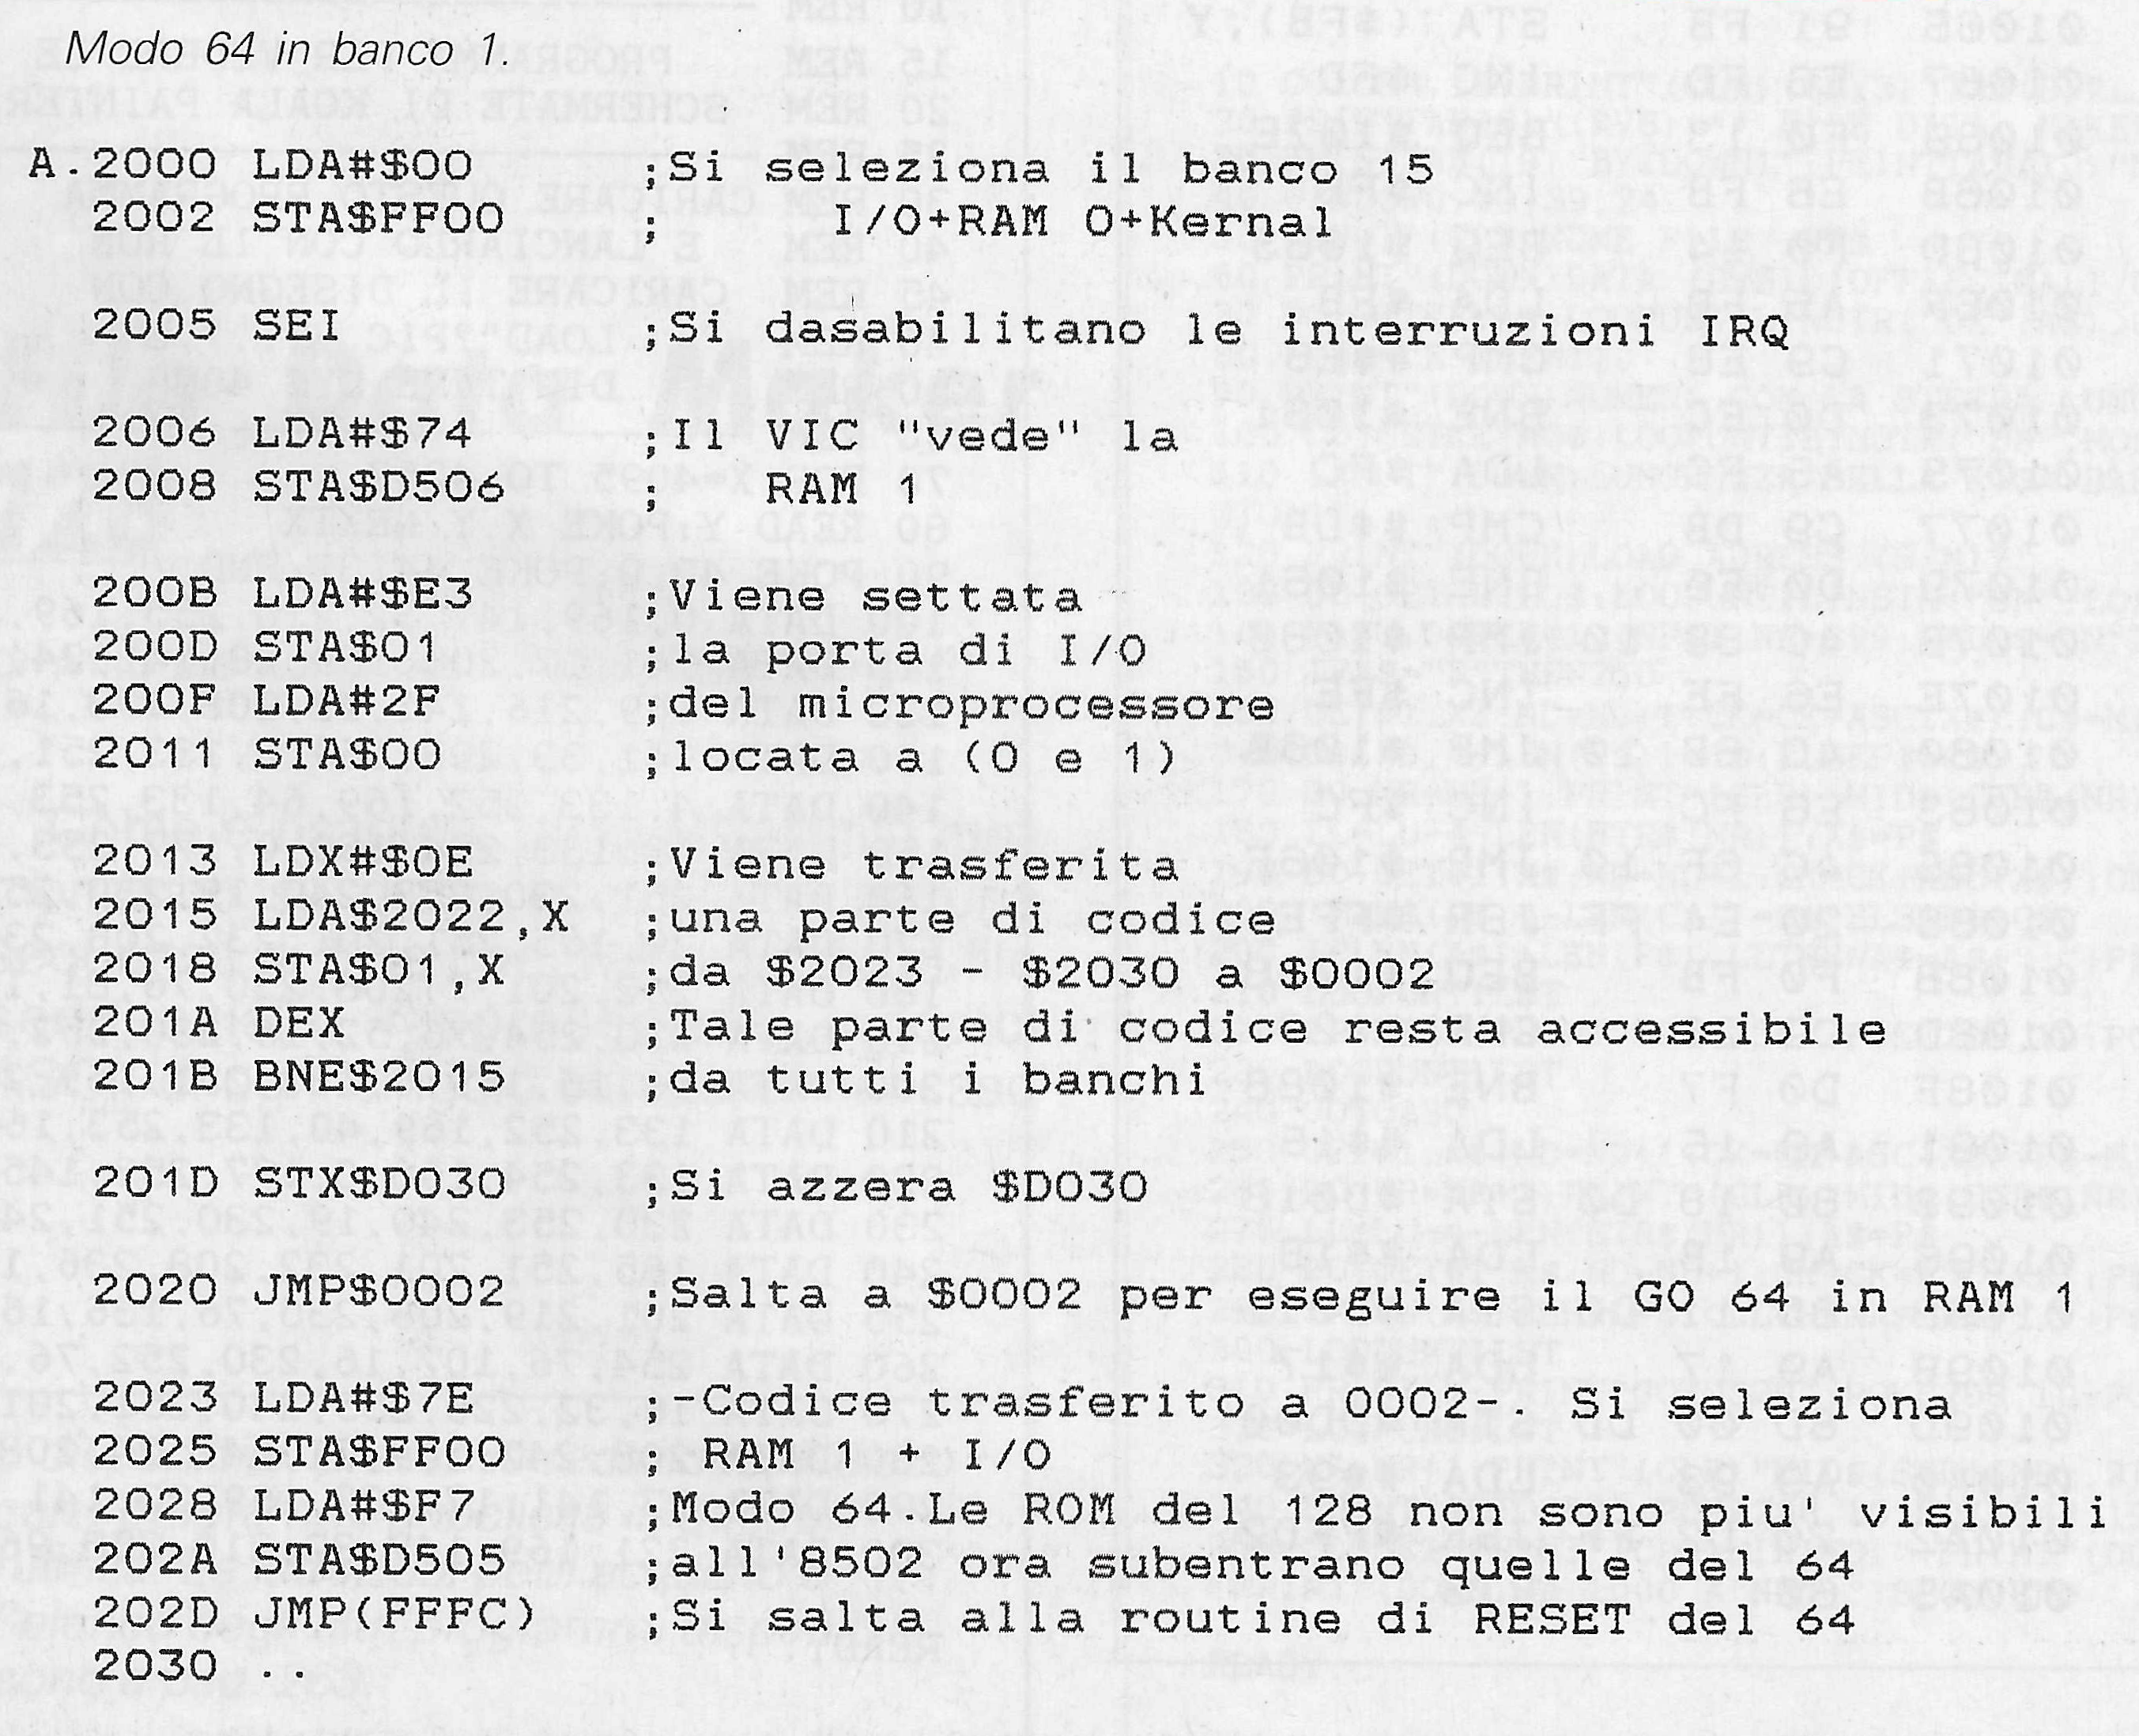 Modo 64 in banco 1.
A.2000 LDA#$00 ;Si seleziona il banco 15
2002 STA$FF00 ; I/O+RAM 0+Kernal
2005 SEI ;Si dasabilitano le interruzioni IRQ
2006 LDA#$74 ;Il VIC "vede" la
2008 STA$D506 ; RAM 1
200B LDA#$E3 ;Viene settata
200D STA$01 ;la porta di I/O
200F LDA#2F ;del microprocessore
2011 STA$00 ;locata a (0 e 1)
2013 LDX#$0E ;Viene trasferita
2015 LDA$2022,X ;una parte di codice
2018 STA$01,X ;da $2023 - $2030 a $0002
201A DEX ;Tale parte di codice resta accessibile
201B BNE$2015 ;da tutti i banchi
201D STX$D030 ;Si azzera $D030
2020 JMP$0002 ;Salta a $0002 per eseguire il GO 64 in RAM 1
2023 LDA#$7E ;-Codice trasferito a 0002-. Si seleziona
2025 STA$FF00 ; RAM 1 + I/O
2028 LDA#$F7 ;Modo 64.Le ROM del 128 non sono piu' visibili
202A STA$D505 ;all'8502 ora subentrano quelle del 64
202D JMP(FFFC) ;Si salta alla routine di RESET del 64
2030 ..